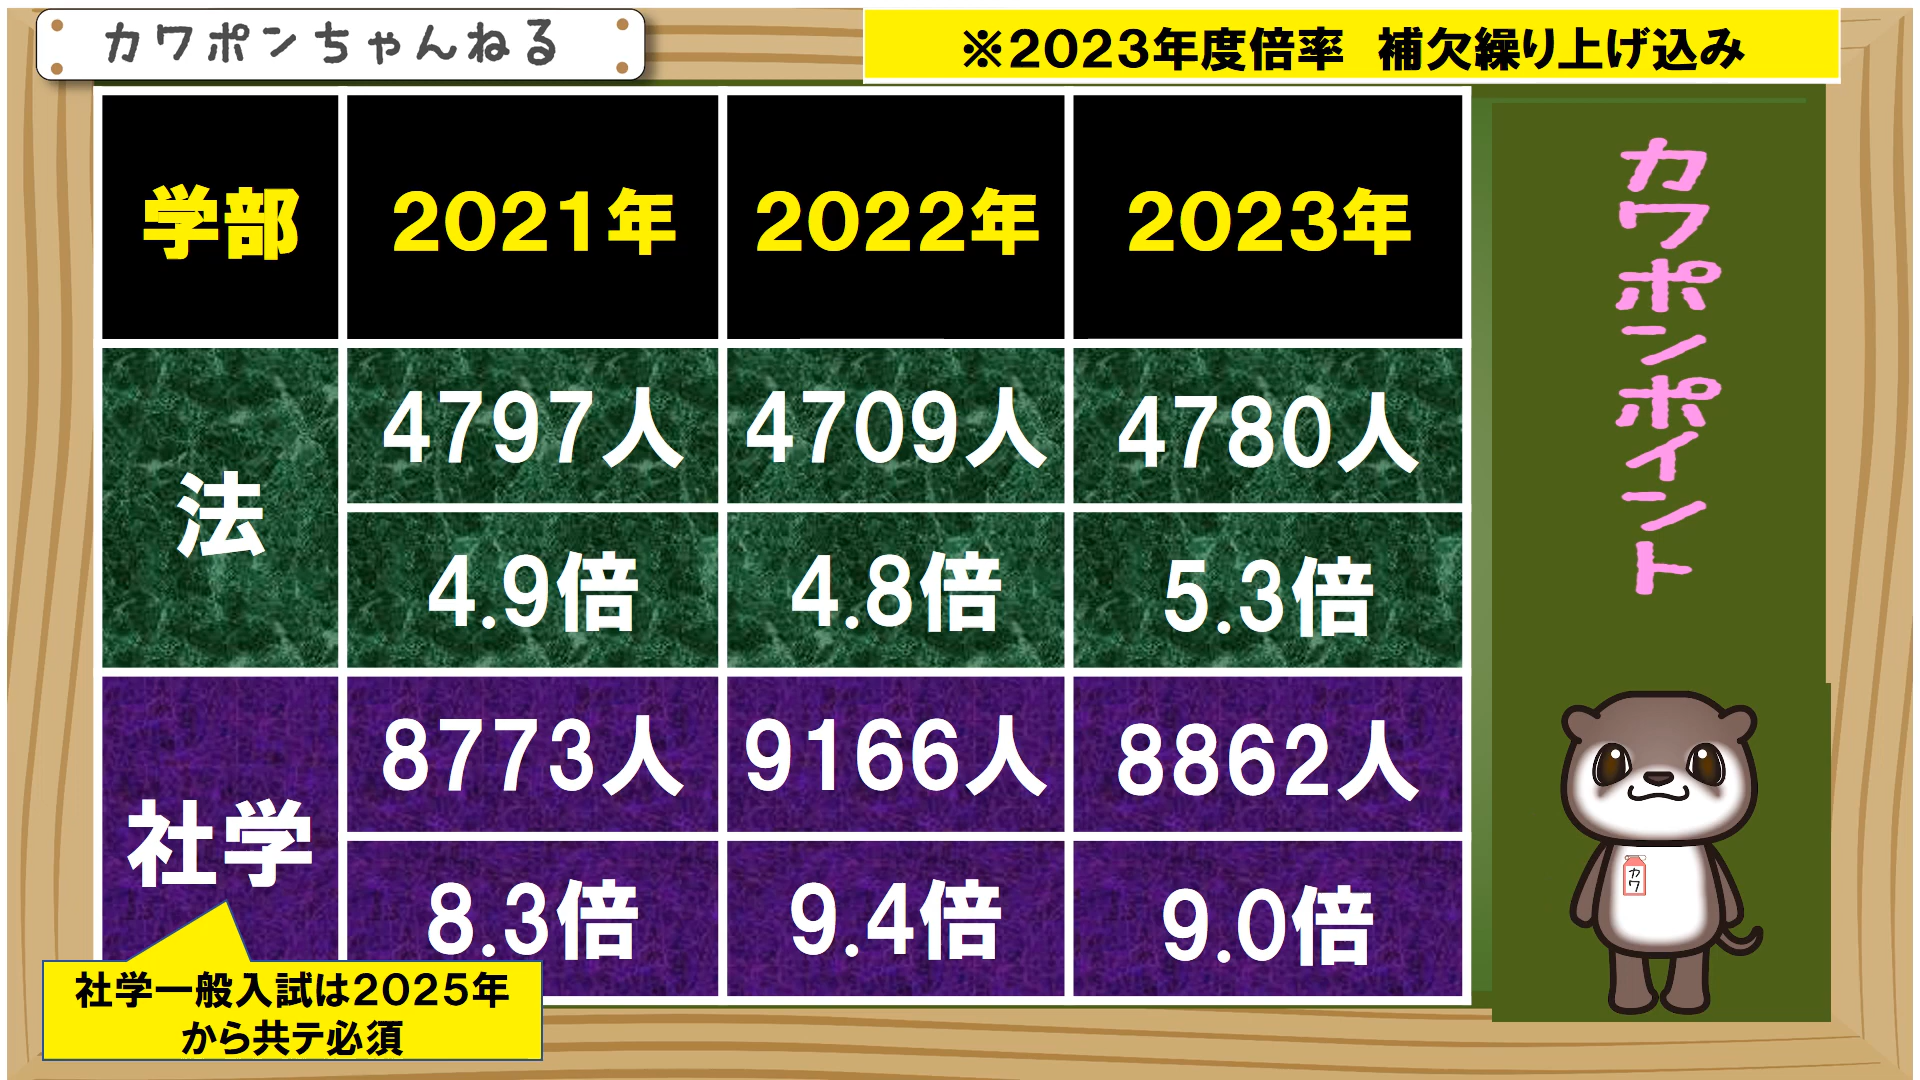 カワポンちゃんねる
※2023年度倍率　補欠繰り上げ込み
学部 2021年 2022年 2023年
法 4797人 4709人 4780人
4.9倍 4.8倍 5.3倍
社学 8773人 9166人 8862人
8.3倍 9.4倍 9.0倍
社学一般入試は2025年
から共テ必須
カワポンポイント
カワ